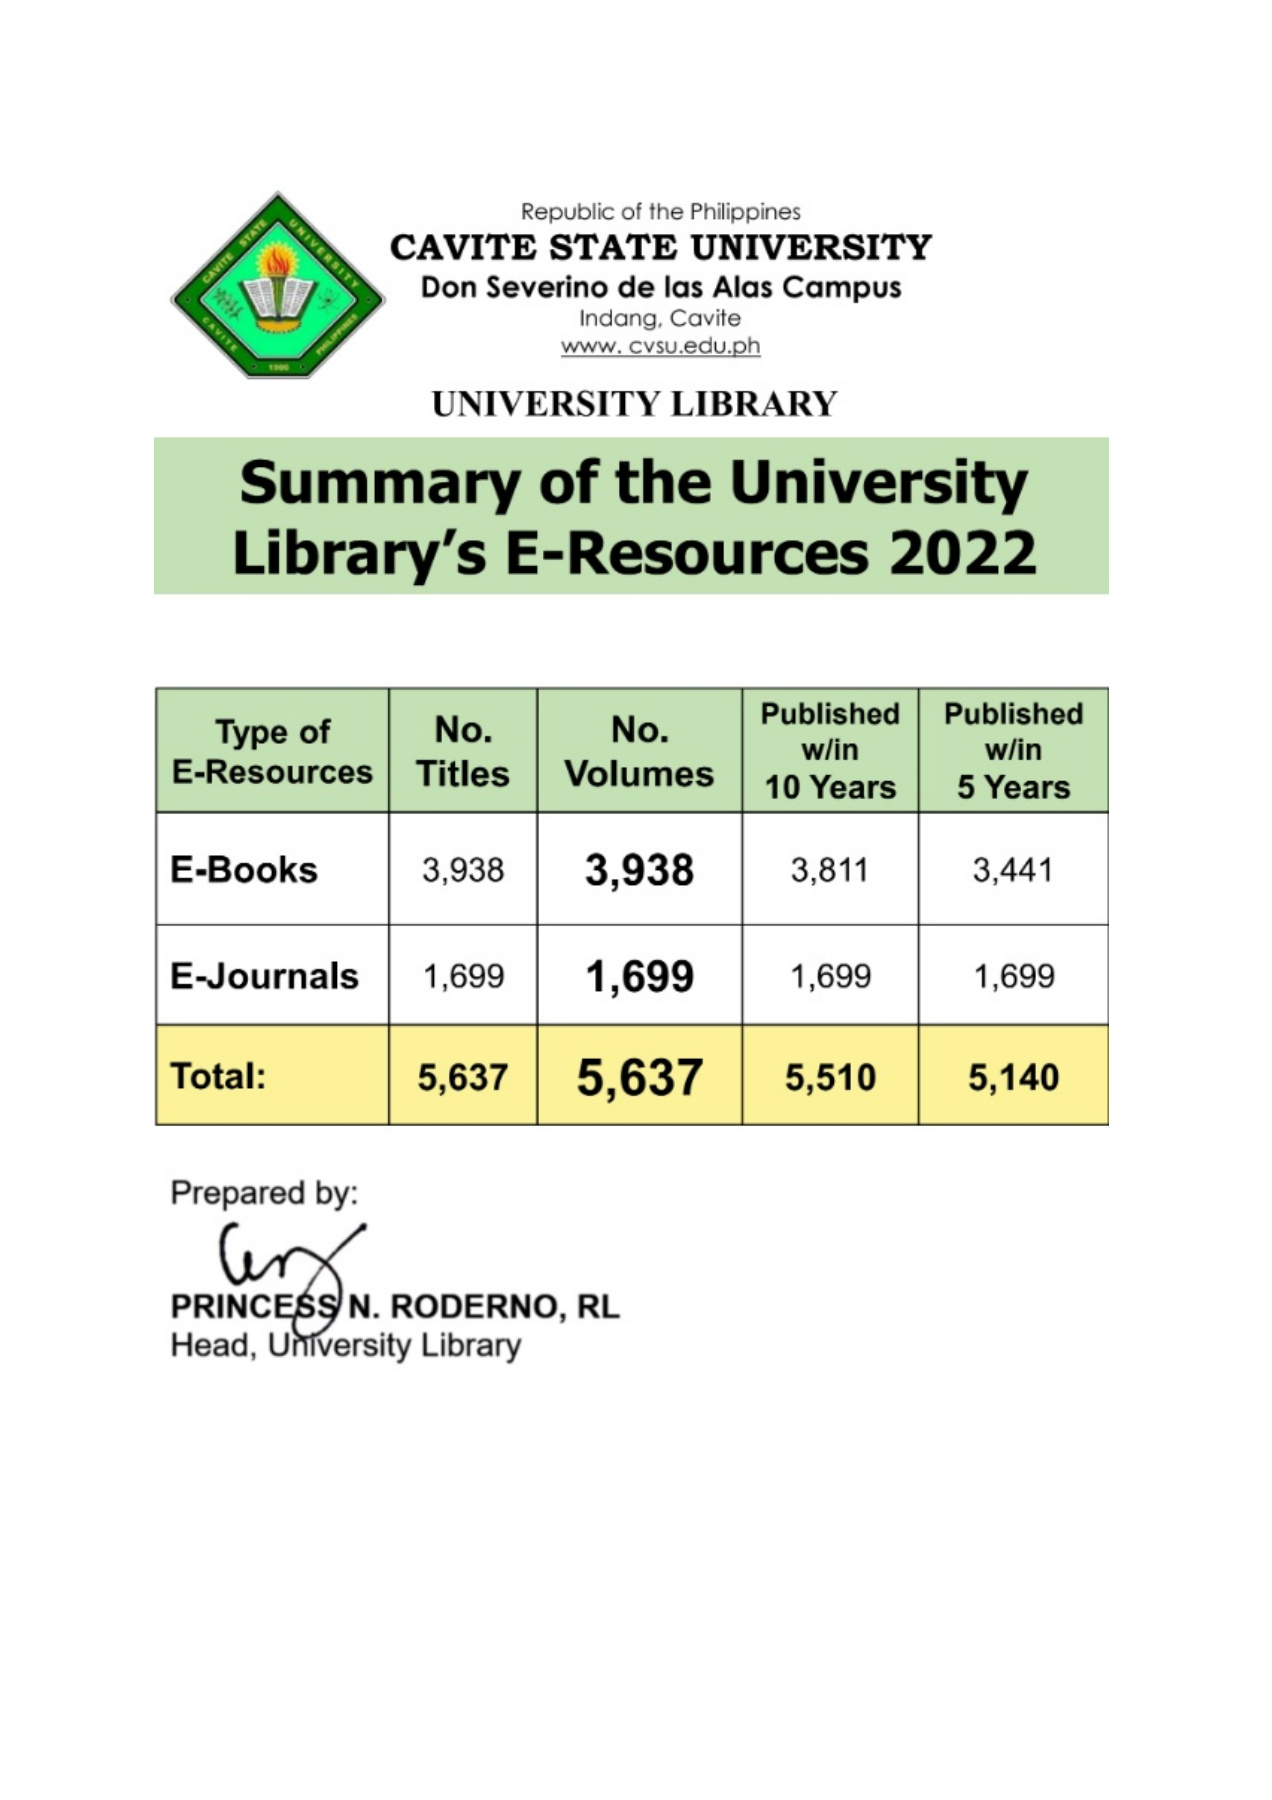 Republic of the Philippines
CAVITE STATE UNIVERSITY
Don Severino de las Alas Campus
Indang, Cavite
www. cvsu.edu.ph
CAVITE STATE UNIVERSITY
CAVITE PHILIPPINES
1906
UNIVERSITY LIBRARY
Summary of the University
Library’s E-Resources 2022
Type of E-Resources No. Titles No. Volumes Published w/in 10 Years Published w/in 5 Years
E-Books 3,938 3,938 3,811 3,441
E-Journals 1,699 1,699 1,699 1,699
Total: 5,637 5,637 5,510 5,140
Prepared by:
PRINCESS N. RODERNO, RL
Head, University Library